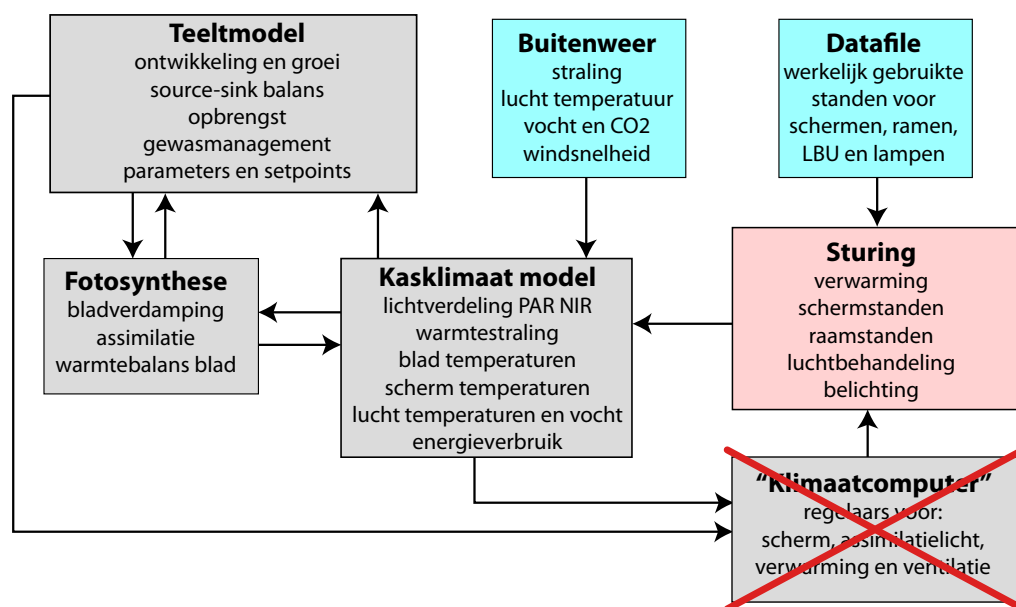 Teeltmodel
ontwikkeling en groei
source-sink balans
opbrengst
gewasmanagement
parameters en setpoints
Buitenweer
straling
lucht temperatuur
vocht en CO2
windsnelheid
Datafile
werkelijk gebruikte
standen voor
schermen, ramen,
LBU en lampen
Fotosynthese
bladverdamping
assimilatie
warmtebalans blad
Kasklimaat model
lichtverdeling PAR NIR
warmtestraling
blad temperaturen
scherm temperaturen
lucht temperaturen en vocht
energieverbruik
Sturing
verwarming
schermstanden
raamstanden
luchtbehandeling
belichting
“Klimaatcomputer”
regelaars voor:
scherm, assimilatielicht,
verwarming en ventilatie